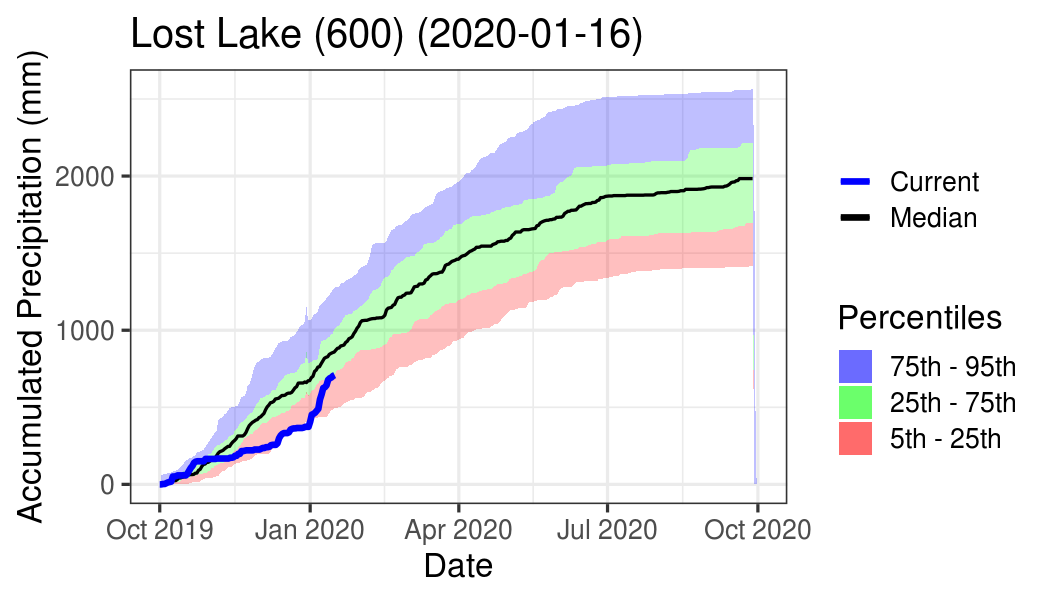 Lost Lake (600) (2020-01-16)
Accumulated Precipitation (mm)
2000
1000
0
Oct 2019
Jan 2020
Apr 2020
Jul 2020
Oct 2020
Date
Current
Median
Percentiles
75th - 95th
25th - 75th
5th - 25th